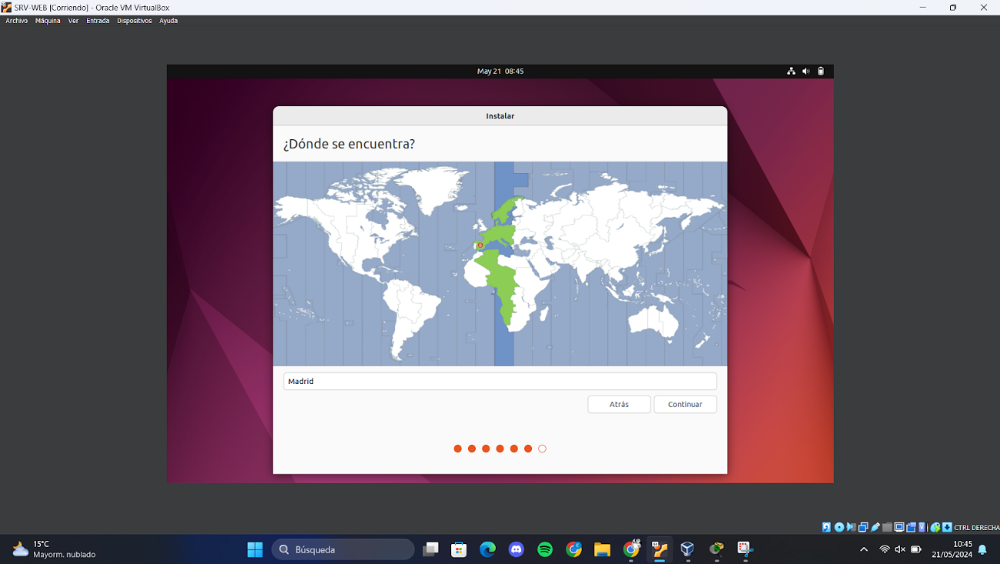 SRV-WEB [Corriendo] - Oracle VM VirtualBox
Archivo Máquina Ver Entrada Dispositivos Ayuda
May 21 08:45
Instalar
¿Dónde se encuentra?
Madrid
Atrás Continuar
CTRL DERECHA
15°C
Mayorm. nublado
Búsqueda
10:45
21/05/2024